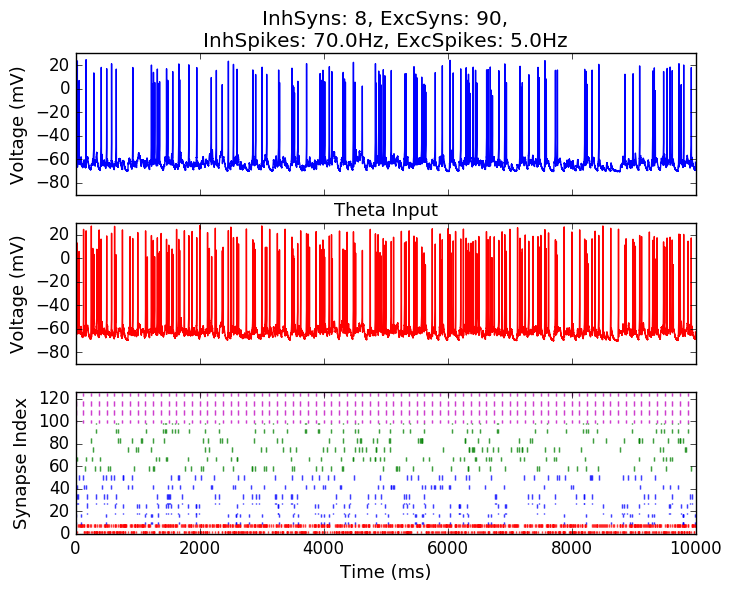 InhSyns: 8, ExcSyns: 90,
InhSpikes: 70.0Hz, ExcSpikes: 5.0Hz
20
0
−20
−40
−60
−80
Voltage (mV)
Theta Input
20
0
−20
−40
−60
−80
Voltage (mV)
120
100
80
60
40
20
0
Synapse Index
0 2000 4000 6000 8000 10000
Time (ms)